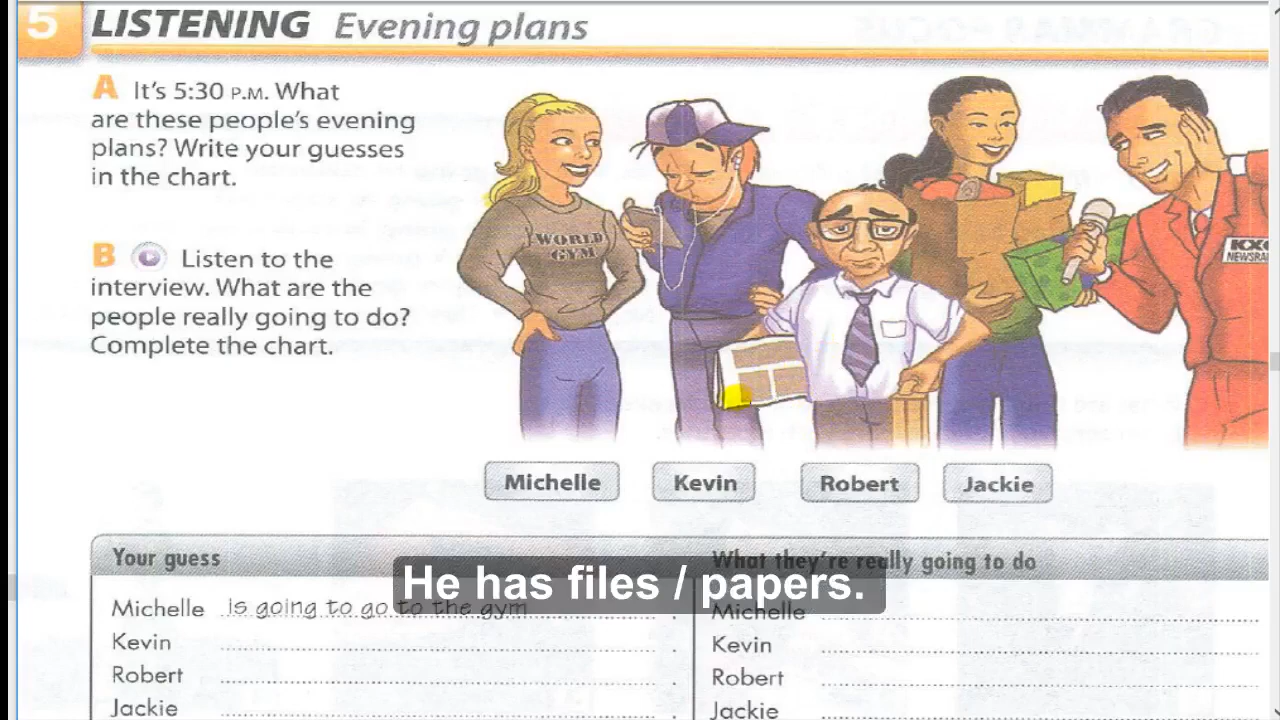 5 LISTENING Evening plans
A It's 5:30 P.M. What
are these people's evening
plans? Write your guesses
in the chart.
B Listen to the
interview. What are the
people really going to do?
Complete the chart.
WORLD
GYM
NEWSRA
Michelle Kevin Robert Jackie
Your guess What they're really going to do
He has files / papers.
Michelle is going to go to the gym .
Kevin .
Robert .
Jackie .
Michelle
Kevin
Robert
Jackie